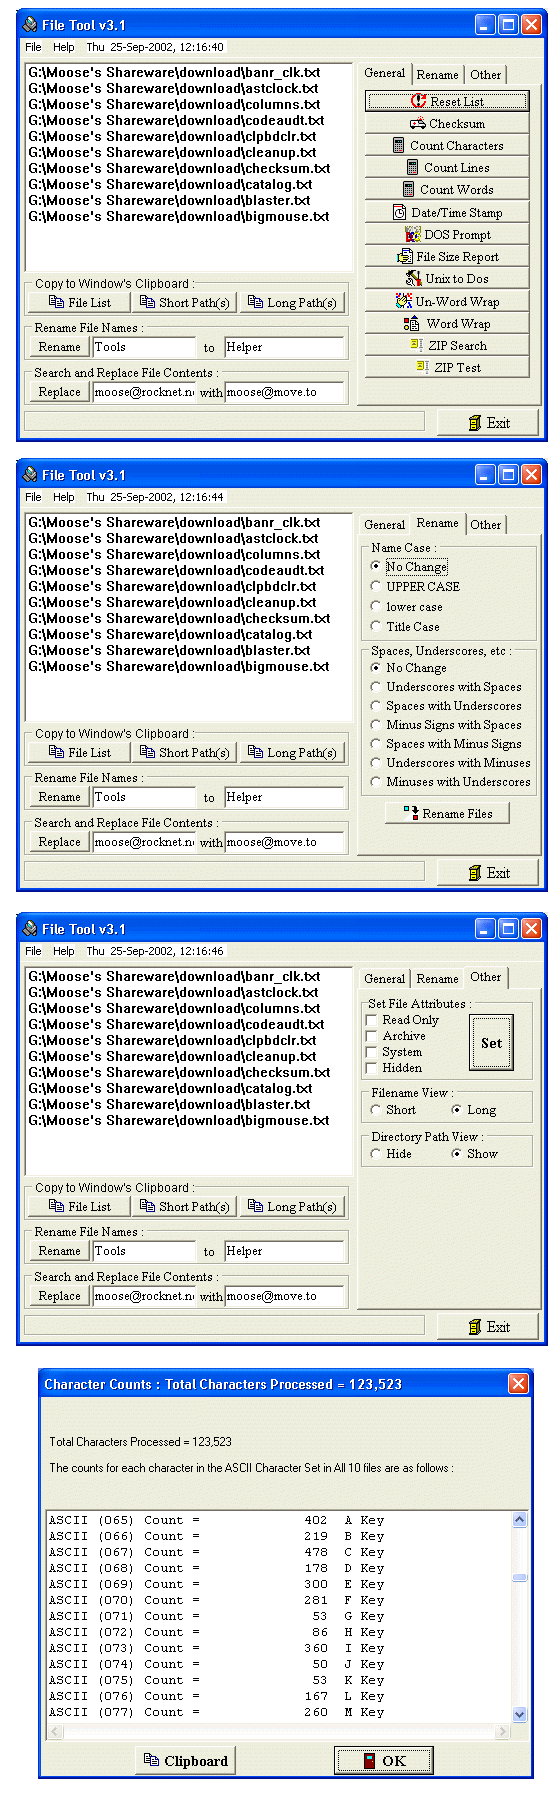 File Tool v3.1
File Help Thu 25-Sep-2002, 12:16:40
G:\Moose's Shareware\download\banr_clk.txt
G:\Moose's Shareware\download\astclock.txt
G:\Moose's Shareware\download\columns.txt
G:\Moose's Shareware\download\codeaudt.txt
G:\Moose's Shareware\download\clpbdclr.txt
G:\Moose's Shareware\download\cleanup.txt
G:\Moose's Shareware\download\checksum.txt
G:\Moose's Shareware\download\catalog.txt
G:\Moose's Shareware\download\blaster.txt
G:\Moose's Shareware\download\bigmouse.txt
Copy to Window's Clipboard :
File List Short Path(s) Long Path(s)
Rename File Names :
Rename Tools to Helper
Search and Replace File Contents :
Replace moose@rocknet.n with moose@move.to
General Rename Other
Reset List
Checksum
Count Characters
Count Lines
Count Words
Date/Time Stamp
DOS Prompt
File Size Report
Unix to Dos
Un-Word Wrap
Word Wrap
ZIP Search
ZIP Test
Exit
File Tool v3.1
File Help Thu 25-Sep-2002, 12:16:44
G:\Moose's Shareware\download\banr_clk.txt
G:\Moose's Shareware\download\astclock.txt
G:\Moose's Shareware\download\columns.txt
G:\Moose's Shareware\download\codeaudt.txt
G:\Moose's Shareware\download\clpbdclr.txt
G:\Moose's Shareware\download\cleanup.txt
G:\Moose's Shareware\download\checksum.txt
G:\Moose's Shareware\download\catalog.txt
G:\Moose's Shareware\download\blaster.txt
G:\Moose's Shareware\download\bigmouse.txt
Copy to Window's Clipboard :
File List Short Path(s) Long Path(s)
Rename File Names :
Rename Tools to Helper
Search and Replace File Contents :
Replace moose@rocknet.n with moose@move.to
General Rename Other
Name Case :
No Change
UPPER CASE
lower case
Title Case
Spaces, Underscores, etc :
No Change
Underscores with Spaces
Spaces with Underscores
Minus Signs with Spaces
Spaces with Minus Signs
Underscores with Minuses
Minuses with Underscores
Rename Files
Exit
File Tool v3.1
File Help Thu 25-Sep-2002, 12:16:46
G:\Moose's Shareware\download\banr_clk.txt
G:\Moose's Shareware\download\astclock.txt
G:\Moose's Shareware\download\columns.txt
G:\Moose's Shareware\download\codeaudt.txt
G:\Moose's Shareware\download\clpbdclr.txt
G:\Moose's Shareware\download\cleanup.txt
G:\Moose's Shareware\download\checksum.txt
G:\Moose's Shareware\download\catalog.txt
G:\Moose's Shareware\download\blaster.txt
G:\Moose's Shareware\download\bigmouse.txt
Copy to Window's Clipboard :
File List Short Path(s) Long Path(s)
Rename File Names :
Rename Tools to Helper
Search and Replace File Contents :
Replace moose@rocknet.n with moose@move.to
General Rename Other
Set File Attributes :
Read Only
Archive
System
Hidden
Set
Filename View :
Short Long
Directory Path View :
Hide Show
Exit
Character Counts : Total Characters Processed = 123,523
Total Characters Processed = 123,523
The counts for each character in the ASCII Character Set in All 10 files are as follows :
ASCII (065) Count = 402 A Key
ASCII (066) Count = 219 B Key
ASCII (067) Count = 478 C Key
ASCII (068) Count = 178 D Key
ASCII (069) Count = 300 E Key
ASCII (070) Count = 281 F Key
ASCII (071) Count = 53 G Key
ASCII (072) Count = 86 H Key
ASCII (073) Count = 360 I Key
ASCII (074) Count = 50 J Key
ASCII (075) Count = 53 K Key
ASCII (076) Count = 167 L Key
ASCII (077) Count = 260 M Key
Clipboard OK